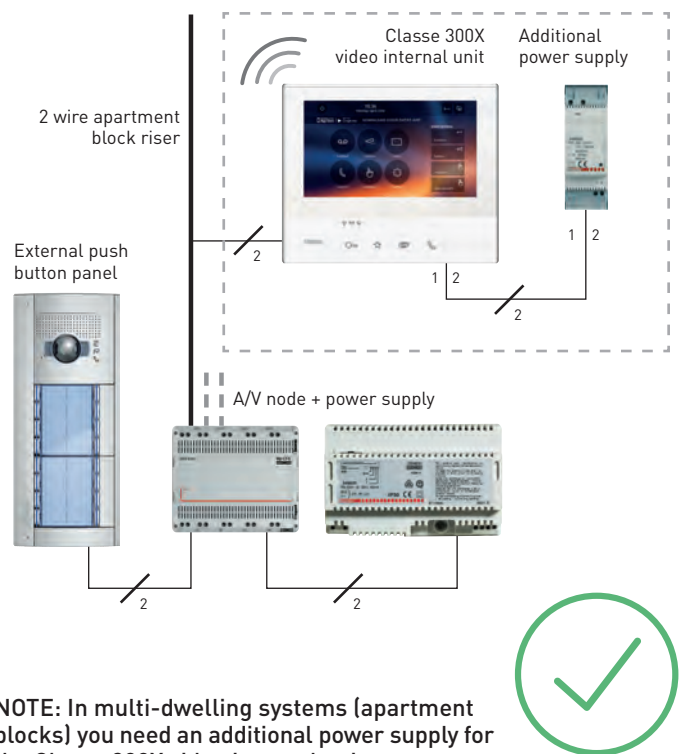 Classe 300X
video internal unit
Additional
power supply
2 wire apartment
block riser
2
1 2
1 2
2
External push
button panel
A/V node + power supply
2
2
NOTE: In multi-dwelling systems (apartment
blocks) you need an additional power supply for